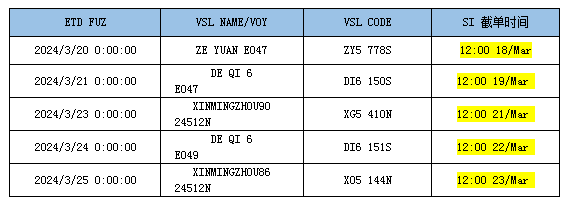 ETD FUZ VSL NAME/VOY VSL CODE SI 截单时间
2024/3/20 0:00:00 ZE YUAN E047 ZY5 778S 12:00 18/Mar
2024/3/21 0:00:00 DE QI 6 E047 DI6 150S 12:00 19/Mar
2024/3/23 0:00:00 XINMINGZHOU90 24512N XG5 410N 12:00 21/Mar
2024/3/24 0:00:00 DE QI 6 E049 DI6 151S 12:00 22/Mar
2024/3/25 0:00:00 XINMINGZHOU86 24512N XO5 144N 12:00 23/Mar